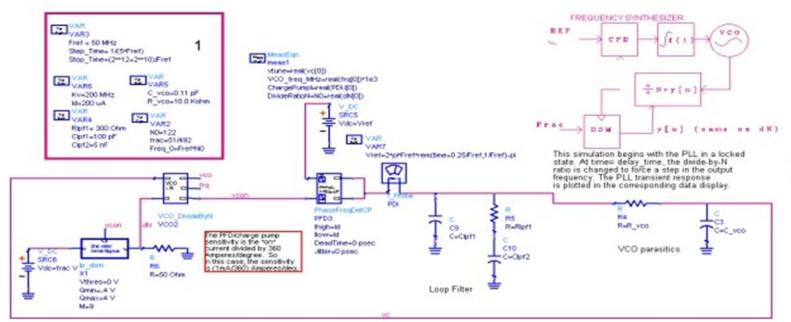 VAR
VAR3
Fref = 50 MHz
Step_Time= 1/(5*Fref)
Stop_Time=(2**12+2**10)/Fref
1
VAR
VAR6
Kv=200 MHz
Id=200 uA
VAR
VAR5
C_vco=0.11 pF
R_vco=10.0 Kohm
VAR
VAR4
Rlpf1= 300 Ohm
Clpf1=100 pF
Clpf2=5 nF
VAR
VAR2
N0=122
frac=51/492
Freq_0=Fref*N0
MeasEqn
meas1
vtune=real(vc[0])
VCO_freq_MHz=real(frq[0])*1e3
ChargePumpI=real(PDI.i[0])
DivideRatioN=N0+real(dN[0])
V_DC
SRC5
Vdc=Vref
VAR
VAR7
Vref=2*pi*Fref*rem(time+0.25/Fref,1/Fref)-pi
FREQUENCY SYNTHESIZER
REF
CPD
VCO
Frac
DSM
y[n] (same as dN)
This simulation begins with the PLL in a locked
state. At time= delay_time, the divide-by-N
ratio is changed to force a step in the output
frequency. The PLL transient response
is plotted in the corresponding data display.
vco
frq
vcon
VCO_DivideByN
VCO2
dN
vcon
V_DC
SRC6
Vdc=frac V
X1
Vthres=0 V
Qmin=-4 V
Qmax=4 V
M=9
R
R6
R=50 Ohm
The PFD/charge pump
sensitivity is the "on"
current divided by 360
Amperes/degree. So
in this case, the sensitivity
is (1mA/360) Amperes/deg.
PhaseFreqDetCP
PFD3
Ihigh=Id
Ilow=Id
DeadTime=0 psec
Jitter=0 psec
I_Probe
PDI
C
C9
C=Clpf1
R
R5
R=Rlpf1
C
C10
C=Clpf2
Loop Filter
R
R4
R=R_vco
C
C3
C=C_vco
VCO parasitics
vc